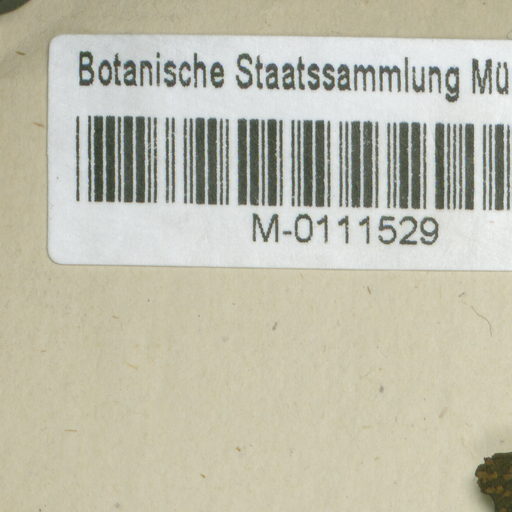 Botanische Staatssammlung Mü
M-0111529